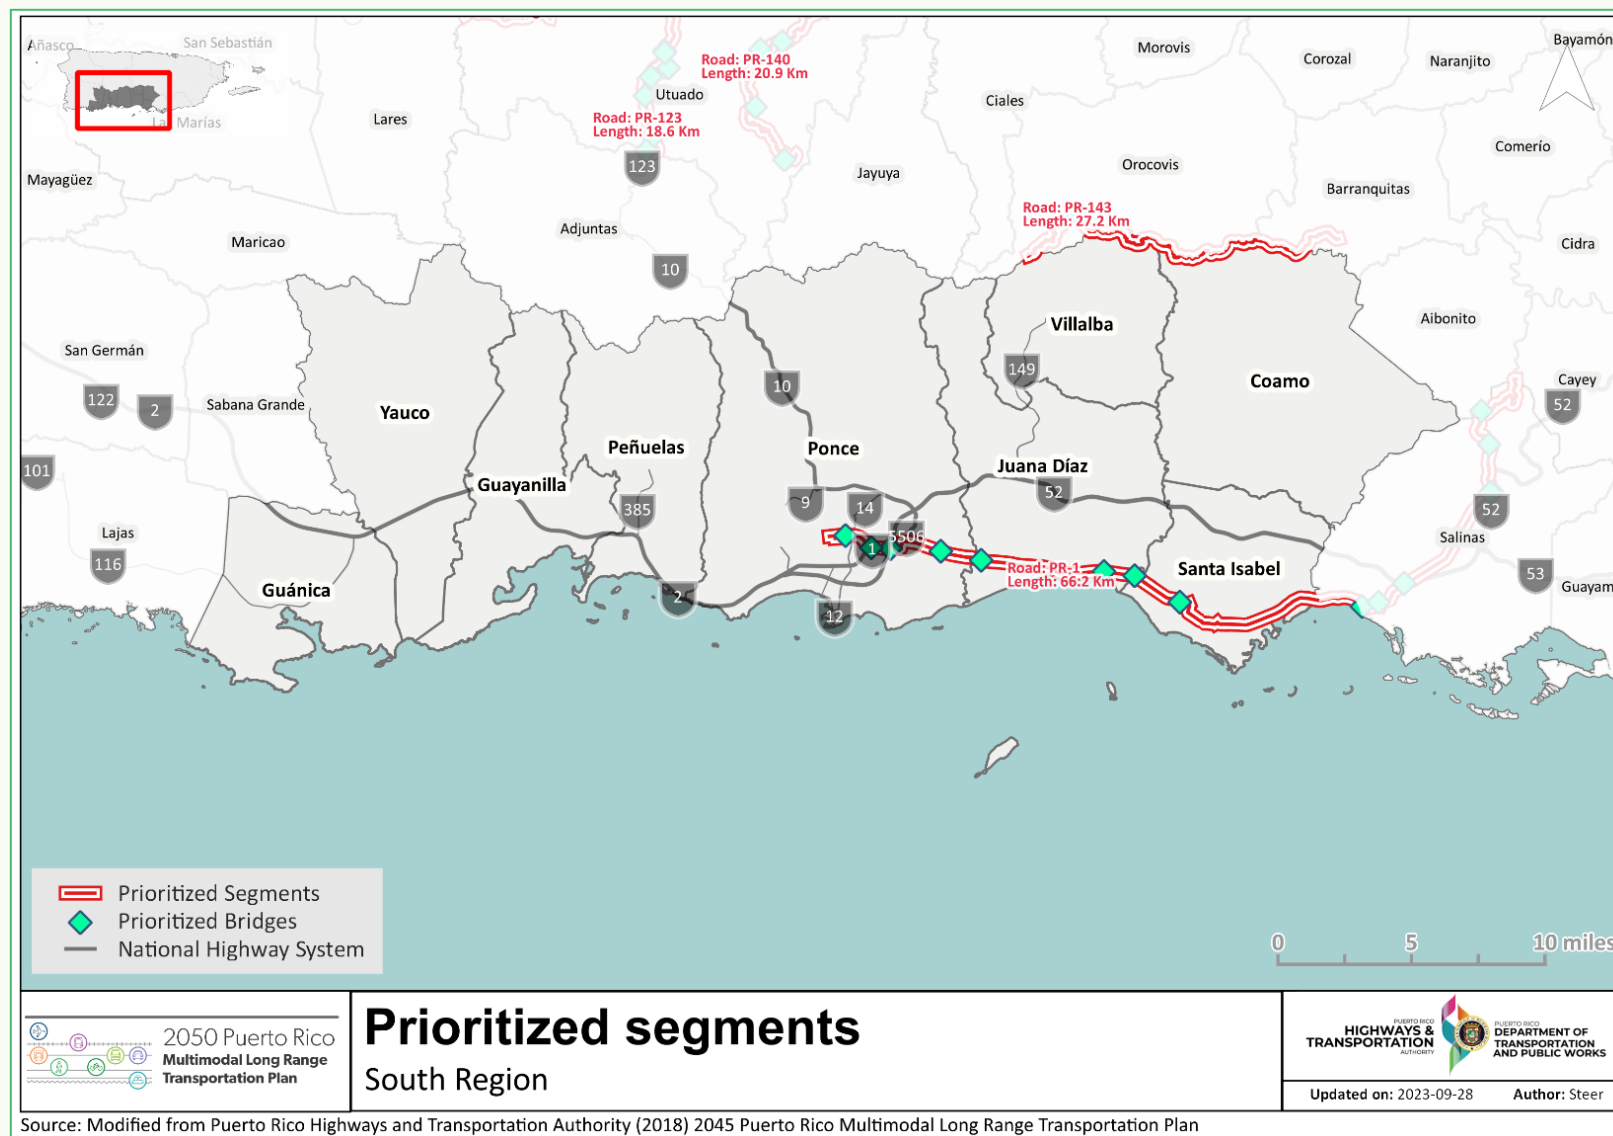 Añasco
San Sebastián
Las Marías
Mayagüez
Lares
Maricao
Road: PR-140
Length: 20.9 Km
Utuado
Road: PR-123
Length: 18.6 Km
123
Adjuntas
10
Jayuya
Ciales
Morovis
Corozal
Naranjito
Bayamón
Orocovis
Comerío
Barranquitas
Road: PR-143
Length: 27.2 Km
Cidra
Aibonito
Cayey
52
San Germán
122
2
Sabana Grande
101
Lajas
116
Yauco
Guayanilla
Peñuelas
385
Guánica
2
Ponce
10
9
14
1
5506
12
Villalba
149
Juana Díaz
52
Coamo
Road: PR-1
Length: 66.2 Km
Santa Isabel
52
Salinas
53
Guayam
Prioritized Segments
Prioritized Bridges
National Highway System
0 5 10 miles
2050 Puerto Rico
Multimodal Long Range
Transportation Plan
Prioritized segments
South Region
PUERTO RICO
HIGHWAYS &
TRANSPORTATION
AUTHORITY
PUERTO RICO
DEPARTMENT OF
TRANSPORTATION
AND PUBLIC WORKS
Updated on: 2023-09-28 Author: Steer
Source: Modified from Puerto Rico Highways and Transportation Authority (2018) 2045 Puerto Rico Multimodal Long Range Transportation Plan